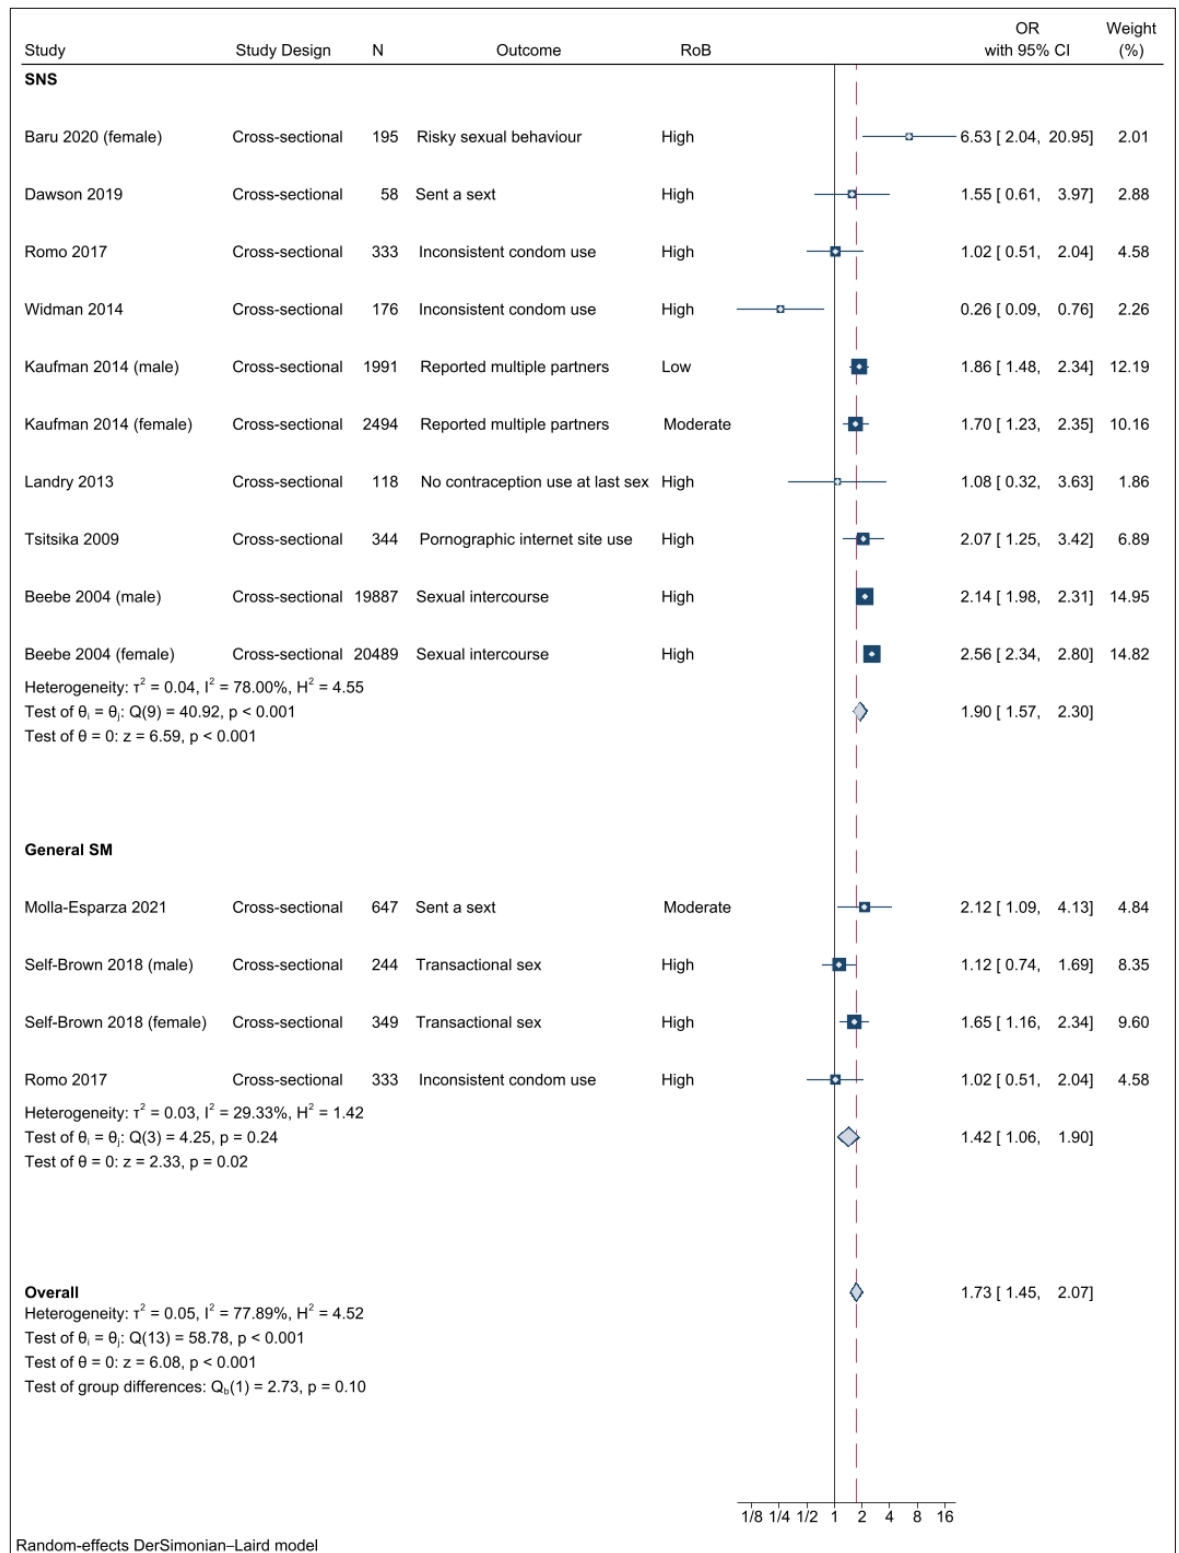 Study Study Design N Outcome RoB OR with 95% CI Weight (%)
SNS
Baru 2020 (female) Cross-sectional 195 Risky sexual behaviour High 6.53 [ 2.04, 20.95] 2.01
Dawson 2019 Cross-sectional 58 Sent a sext High 1.55 [ 0.61, 3.97] 2.88
Romo 2017 Cross-sectional 333 Inconsistent condom use High 1.02 [ 0.51, 2.04] 4.58
Widman 2014 Cross-sectional 176 Inconsistent condom use High 0.26 [ 0.09, 0.76] 2.26
Kaufman 2014 (male) Cross-sectional 1991 Reported multiple partners Low 1.86 [ 1.48, 2.34] 12.19
Kaufman 2014 (female) Cross-sectional 2494 Reported multiple partners Moderate 1.70 [ 1.23, 2.35] 10.16
Landry 2013 Cross-sectional 118 No contraception use at last sex High 1.08 [ 0.32, 3.63] 1.86
Tsitsika 2009 Cross-sectional 344 Pornographic internet site use High 2.07 [ 1.25, 3.42] 6.89
Beebe 2004 (male) Cross-sectional 19887 Sexual intercourse High 2.14 [ 1.98, 2.31] 14.95
Beebe 2004 (female) Cross-sectional 20489 Sexual intercourse High 2.56 [ 2.34, 2.80] 14.82
Heterogeneity: τ² = 0.04, I² = 78.00%, H² = 4.55
Test of θᵢ = θⱼ: Q(9) = 40.92, p < 0.001 1.90 [ 1.57, 2.30]
Test of θ = 0: z = 6.59, p < 0.001
General SM
Molla-Esparza 2021 Cross-sectional 647 Sent a sext Moderate 2.12 [ 1.09, 4.13] 4.84
Self-Brown 2018 (male) Cross-sectional 244 Transactional sex High 1.12 [ 0.74, 1.69] 8.35
Self-Brown 2018 (female) Cross-sectional 349 Transactional sex High 1.65 [ 1.16, 2.34] 9.60
Romo 2017 Cross-sectional 333 Inconsistent condom use High 1.02 [ 0.51, 2.04] 4.58
Heterogeneity: τ² = 0.03, I² = 29.33%, H² = 1.42
Test of θᵢ = θⱼ: Q(3) = 4.25, p = 0.24 1.42 [ 1.06, 1.90]
Test of θ = 0: z = 2.33, p = 0.02
Overall 1.73 [ 1.45, 2.07]
Heterogeneity: τ² = 0.05, I² = 77.89%, H² = 4.52
Test of θᵢ = θⱼ: Q(13) = 58.78, p < 0.001
Test of θ = 0: z = 6.08, p < 0.001
Test of group differences: Q_b(1) = 2.73, p = 0.10
1/8 1/4 1/2 1 2 4 8 16
Random-effects DerSimonian–Laird model